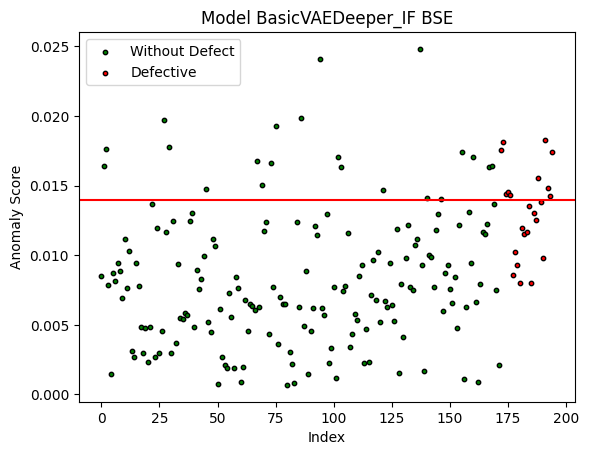 Model BasicVAEDeeper_IF BSE
Without Defect
Defective
0.025
0.020
0.015
0.010
0.005
0.000
Anomaly Score
0 25 50 75 100 125 150 175 200
Index